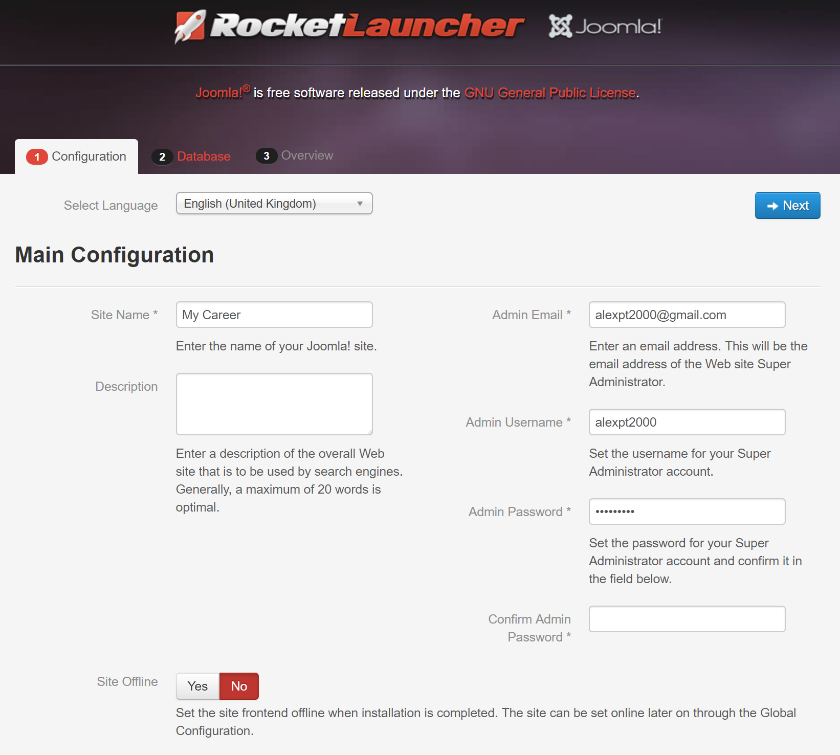 RocketLauncher Joomla!
Joomla!® is free software released under the GNU General Public License.
1 Configuration 2 Database 3 Overview
Select Language English (United Kingdom) Next
Main Configuration
Site Name * My Career
Enter the name of your Joomla! site.
Description
Enter a description of the overall Web
site that is to be used by search engines.
Generally, a maximum of 20 words is
optimal.
Admin Email * alexpt2000@gmail.com
Enter an email address. This will be the
email address of the Web site Super
Administrator.
Admin Username * alexpt2000
Set the username for your Super
Administrator account.
Admin Password * •••••••••
Set the password for your Super
Administrator account and confirm it in
the field below.
Confirm Admin
Password *
Site Offline Yes No
Set the site frontend offline when installation is completed. The site can be set online later on through the Global
Configuration.